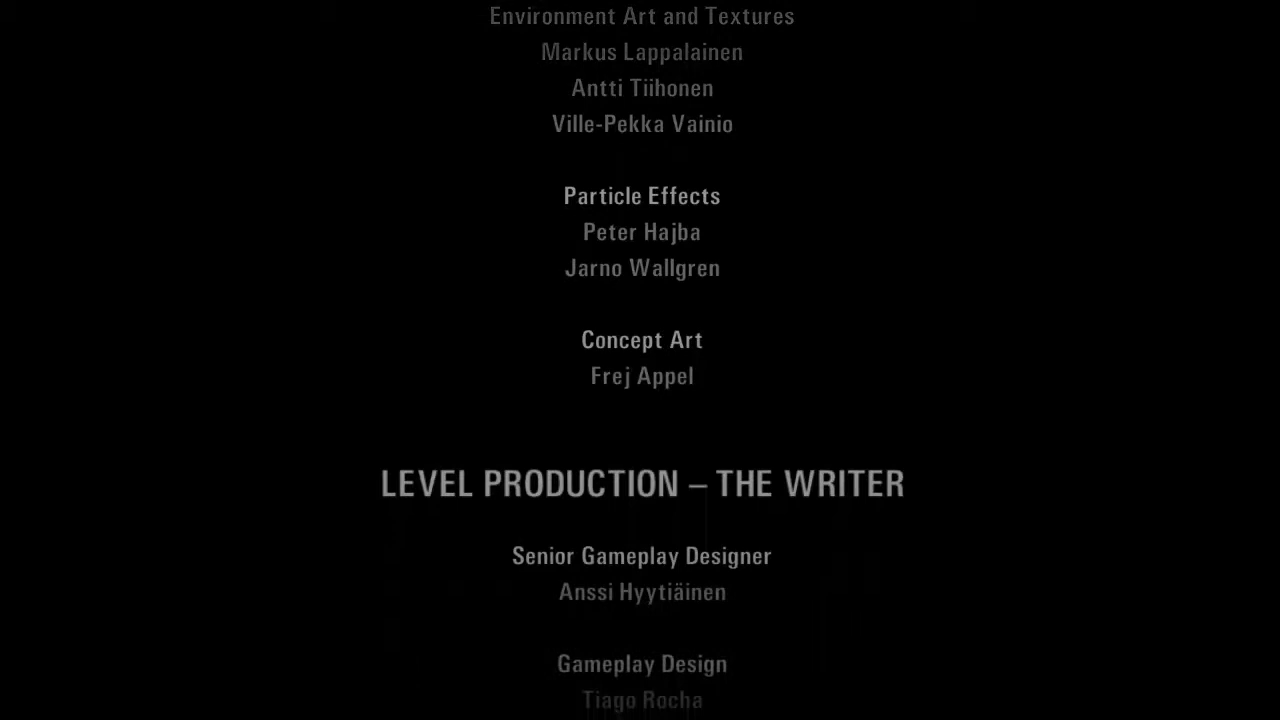 Environment Art and Textures
Markus Lappalainen
Antti Tiihonen
Ville-Pekka Vainio
Particle Effects
Peter Hajba
Jarno Wallgren
Concept Art
Frej Appel
LEVEL PRODUCTION – THE WRITER
Senior Gameplay Designer
Anssi Hyytiäinen
Gameplay Design
Tiago Rocha